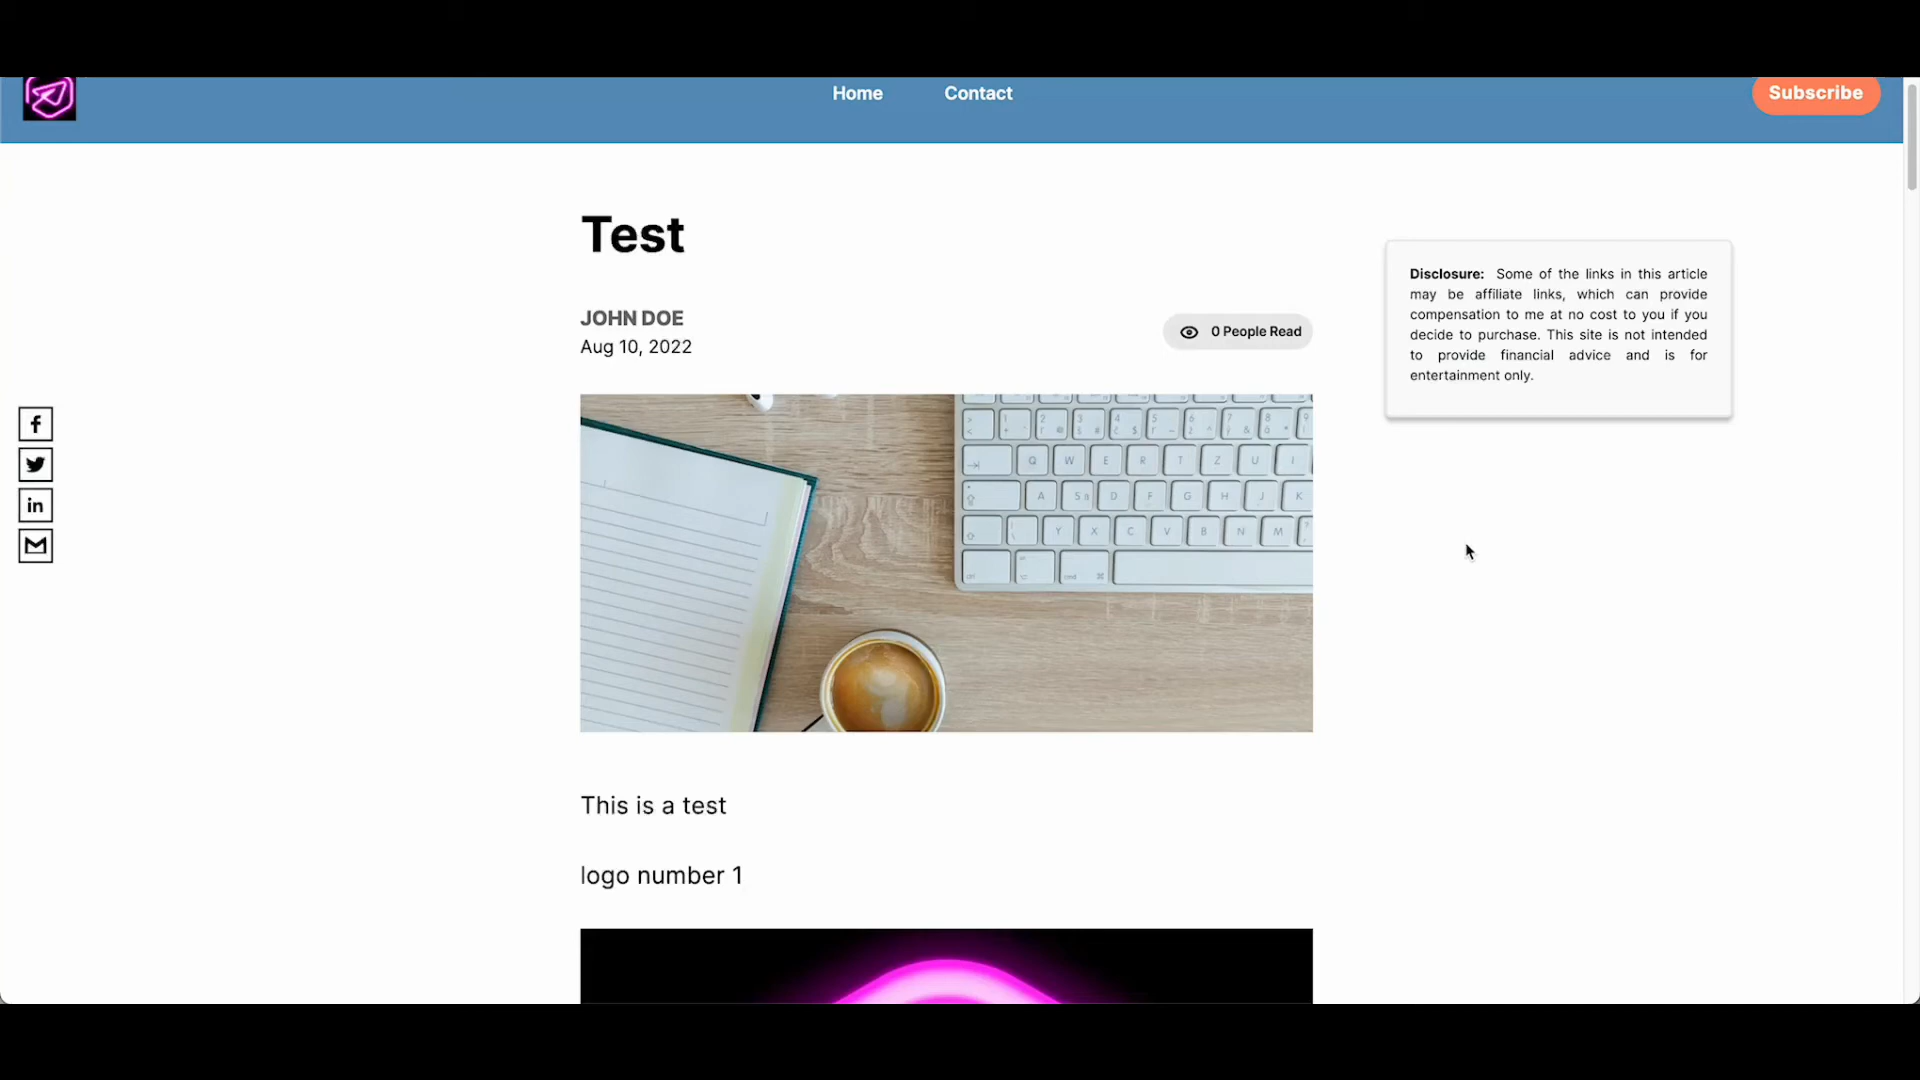 Home Contact Subscribe
Test
JOHN DOE
Aug 10, 2022
0 People Read
Disclosure: Some of the links in this article
may be affiliate links, which can provide
compensation to me at no cost to you if you
decide to purchase. This site is not intended
to provide financial advice and is for
entertainment only.
f
in
Q W E R T Z U I
A S D F G H J K
Y X C V B N M
This is a test
logo number 1